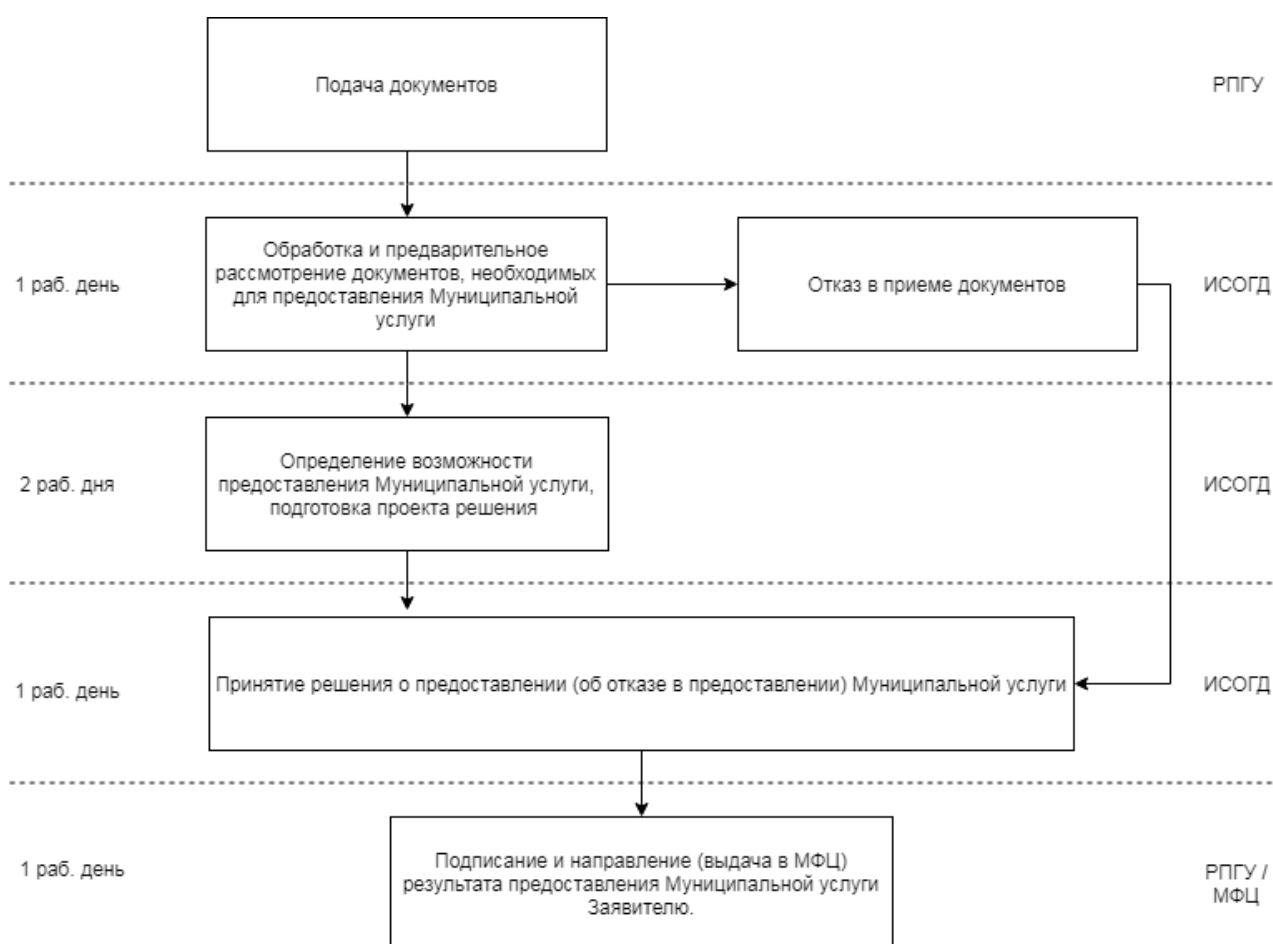 Подача документов
РПГУ
1 раб. день
Обработка и предварительное
рассмотрение документов, необходимых
для предоставления Муниципальной
услуги
Отказ в приеме документов
ИСОГД
2 раб. дня
Определение возможности
предоставления Муниципальной услуги,
подготовка проекта решения
ИСОГД
1 раб. день
Принятие решения о предоставлении (об отказе в предоставлении) Муниципальной услуги
ИСОГД
1 раб. день
Подписание и направление (выдача в МФЦ)
результата предоставления Муниципальной услуги
Заявителю.
РПГУ /
МФЦ